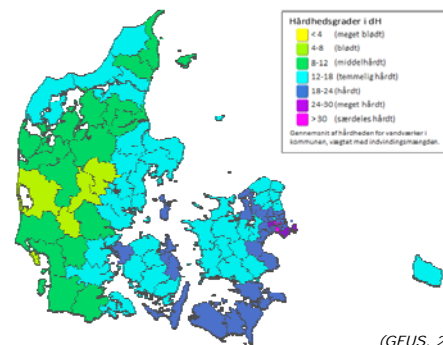 Hårdhedsgrader i dH
< 4 (meget blødt)
4-8 (blødt)
8-12 (middelhårdt)
12-18 (temmelig hårdt)
18-24 (hårdt)
24-30 (meget hårdt)
> 30 (særdeles hårdt)
Gennemsnit af hårdheden for vandværker i
kommunen, vægtet med indvindingsmængden.
(GEUS, 2